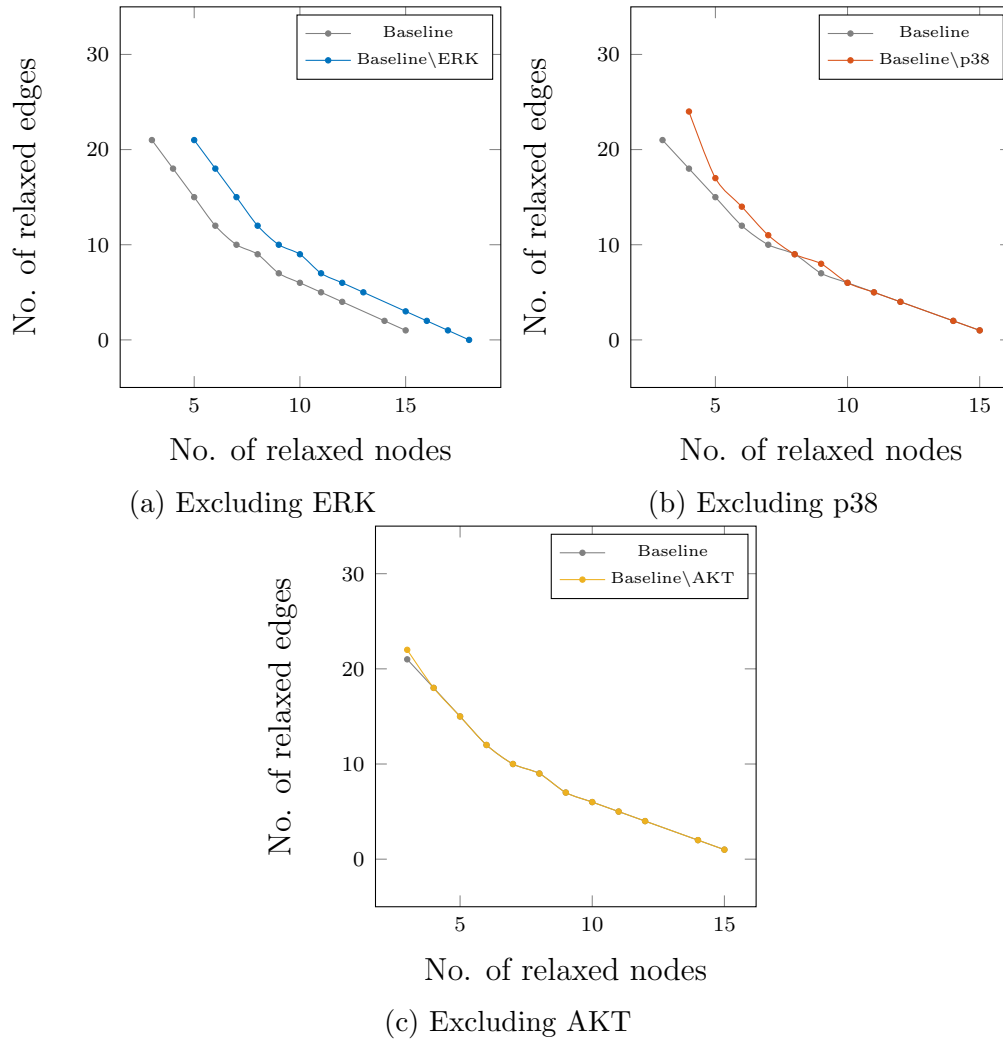 Baseline
Baseline\ERK
30
20
10
0
No. of relaxed edges
5 10 15
No. of relaxed nodes
(a) Excluding ERK
Baseline
Baseline\p38
30
20
10
0
No. of relaxed edges
5 10 15
No. of relaxed nodes
(b) Excluding p38
Baseline
Baseline\AKT
30
20
10
0
No. of relaxed edges
5 10 15
No. of relaxed nodes
(c) Excluding AKT